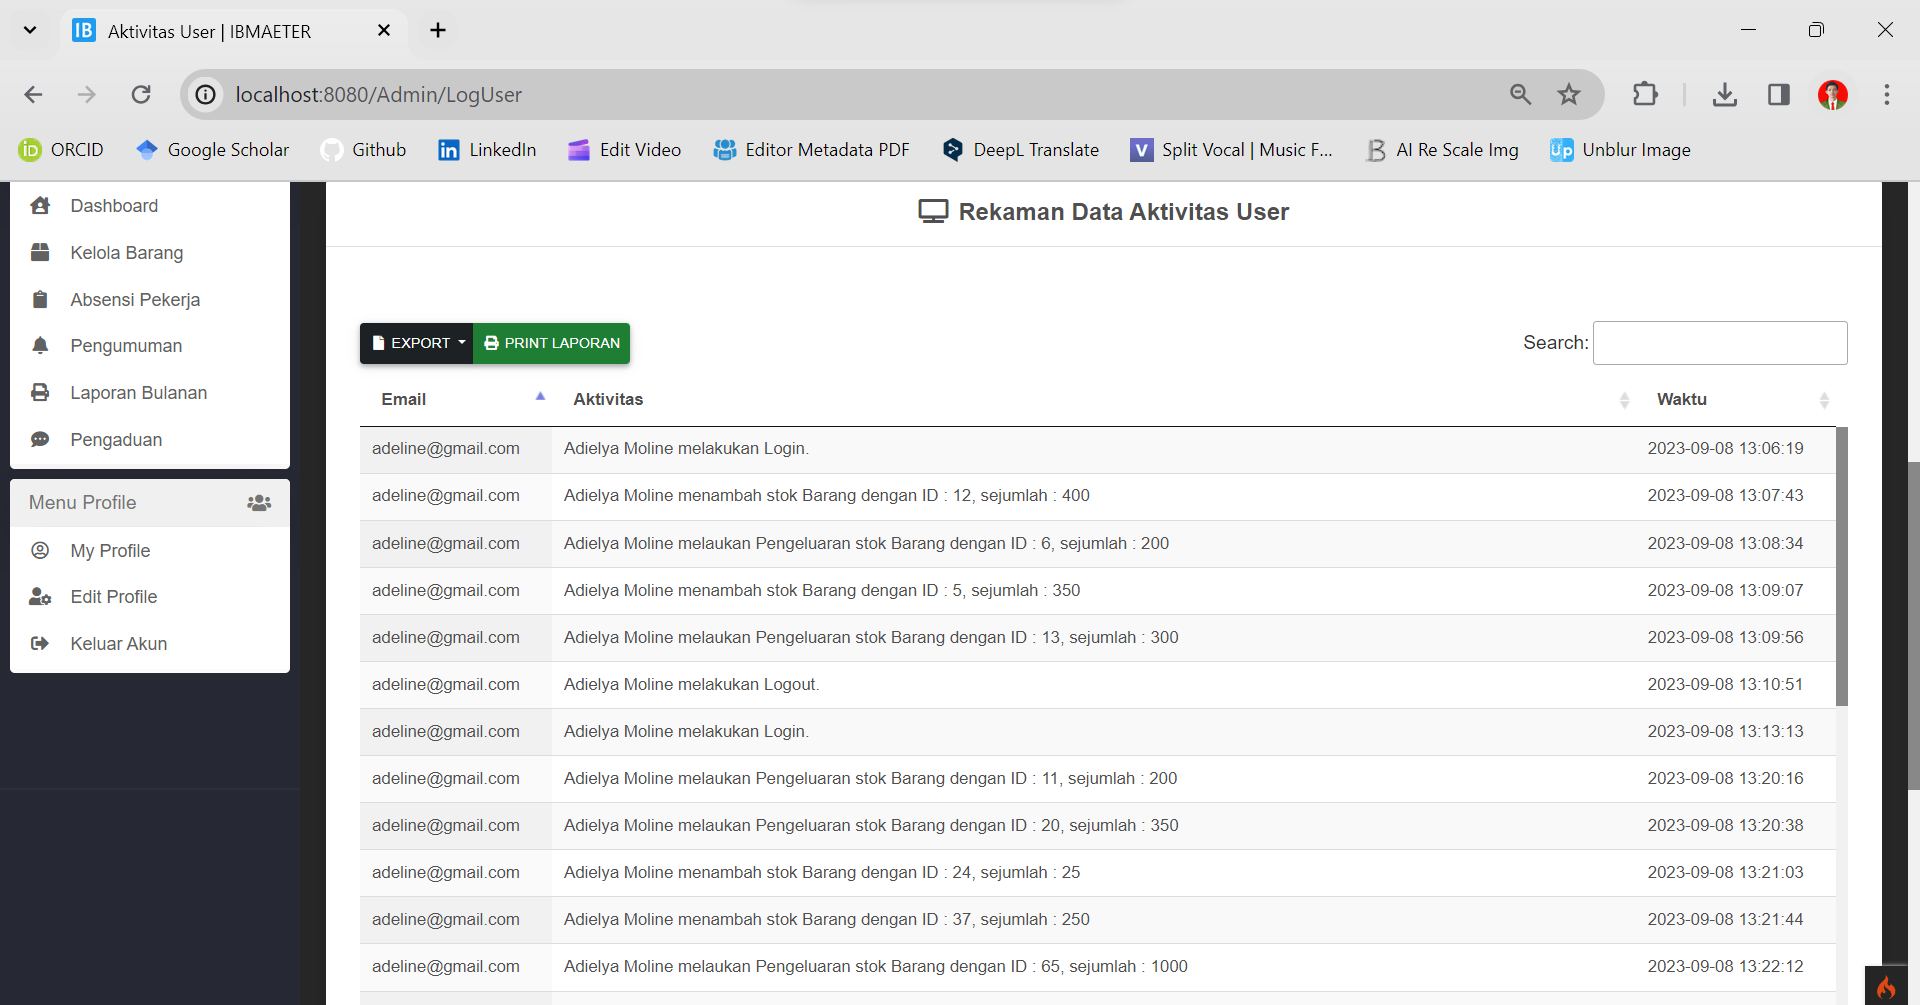 IB Aktivitas User | IBMAETER
localhost:8080/Admin/LogUser
iD ORCID Google Scholar Github in LinkedIn Edit Video Editor Metadata PDF DeepL Translate V Split Vocal | Music F... B AI Re Scale Img Up Unblur Image
Dashboard
Kelola Barang
Absensi Pekerja
Pengumuman
Laporan Bulanan
Pengaduan
Menu Profile
My Profile
Edit Profile
Keluar Akun
Rekaman Data Aktivitas User
EXPORT PRINT LAPORAN Search:
Email Aktivitas Waktu
adeline@gmail.com Adielya Moline melakukan Login. 2023-09-08 13:06:19
adeline@gmail.com Adielya Moline menambah stok Barang dengan ID : 12, sejumlah : 400 2023-09-08 13:07:43
adeline@gmail.com Adielya Moline melaukan Pengeluaran stok Barang dengan ID : 6, sejumlah : 200 2023-09-08 13:08:34
adeline@gmail.com Adielya Moline menambah stok Barang dengan ID : 5, sejumlah : 350 2023-09-08 13:09:07
adeline@gmail.com Adielya Moline melaukan Pengeluaran stok Barang dengan ID : 13, sejumlah : 300 2023-09-08 13:09:56
adeline@gmail.com Adielya Moline melakukan Logout. 2023-09-08 13:10:51
adeline@gmail.com Adielya Moline melakukan Login. 2023-09-08 13:13:13
adeline@gmail.com Adielya Moline melaukan Pengeluaran stok Barang dengan ID : 11, sejumlah : 200 2023-09-08 13:20:16
adeline@gmail.com Adielya Moline melaukan Pengeluaran stok Barang dengan ID : 20, sejumlah : 350 2023-09-08 13:20:38
adeline@gmail.com Adielya Moline menambah stok Barang dengan ID : 24, sejumlah : 25 2023-09-08 13:21:03
adeline@gmail.com Adielya Moline menambah stok Barang dengan ID : 37, sejumlah : 250 2023-09-08 13:21:44
adeline@gmail.com Adielya Moline melaukan Pengeluaran stok Barang dengan ID : 65, sejumlah : 1000 2023-09-08 13:22:12